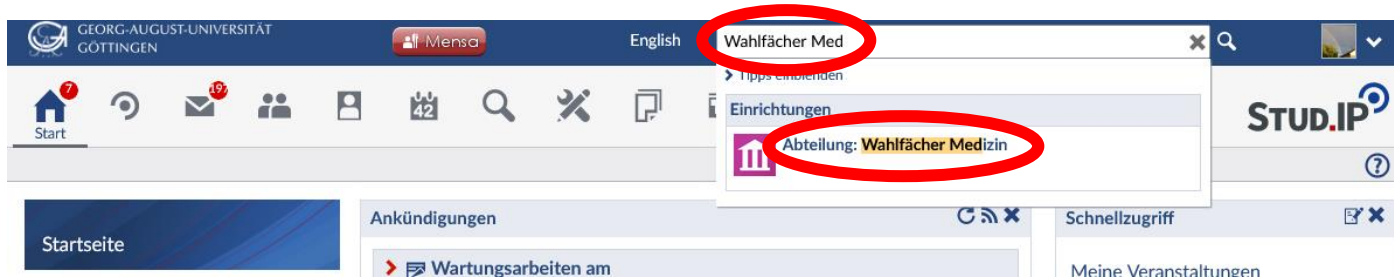 GEORG-AUGUST-UNIVERSITÄT
GÖTTINGEN
Mensa
English
Wahlfächer Med
Tipps einblenden
Einrichtungen
Abteilung: Wahlfächer Medizin
7
197
42
Start
STUD.IP
Startseite
Ankündigungen
Wartungsarbeiten am
Schnellzugriff
Meine Veranstaltungen